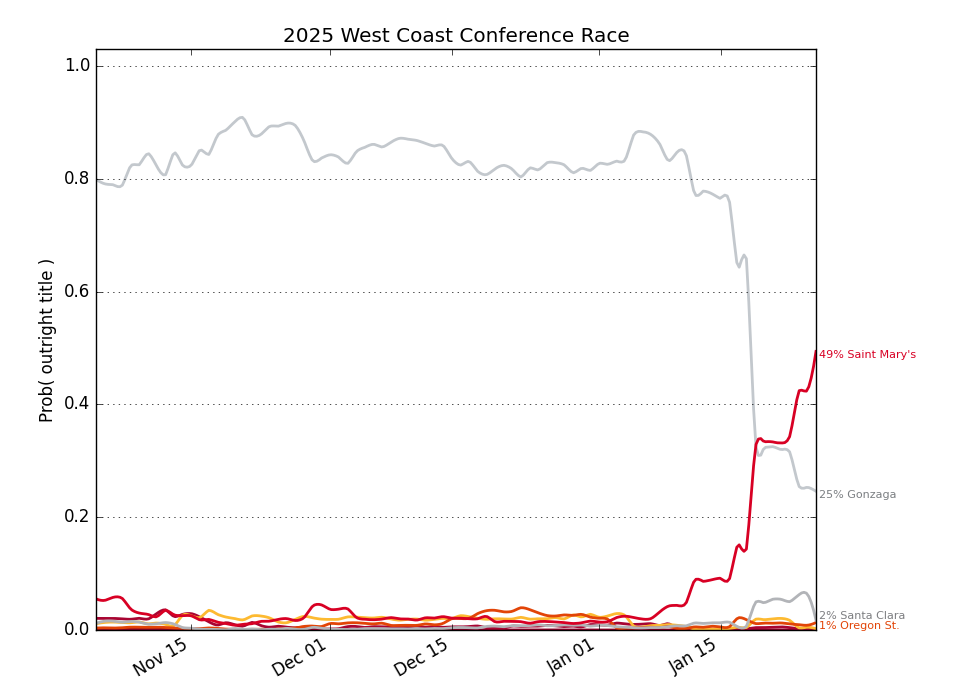 2025 West Coast Conference Race
1.0
0.8
0.6
0.4
0.2
0.0
Prob( outright title )
49% Saint Mary's
25% Gonzaga
2% Santa Clara
1% Oregon St.
Nov 15
Dec 01
Dec 15
Jan 01
Jan 15